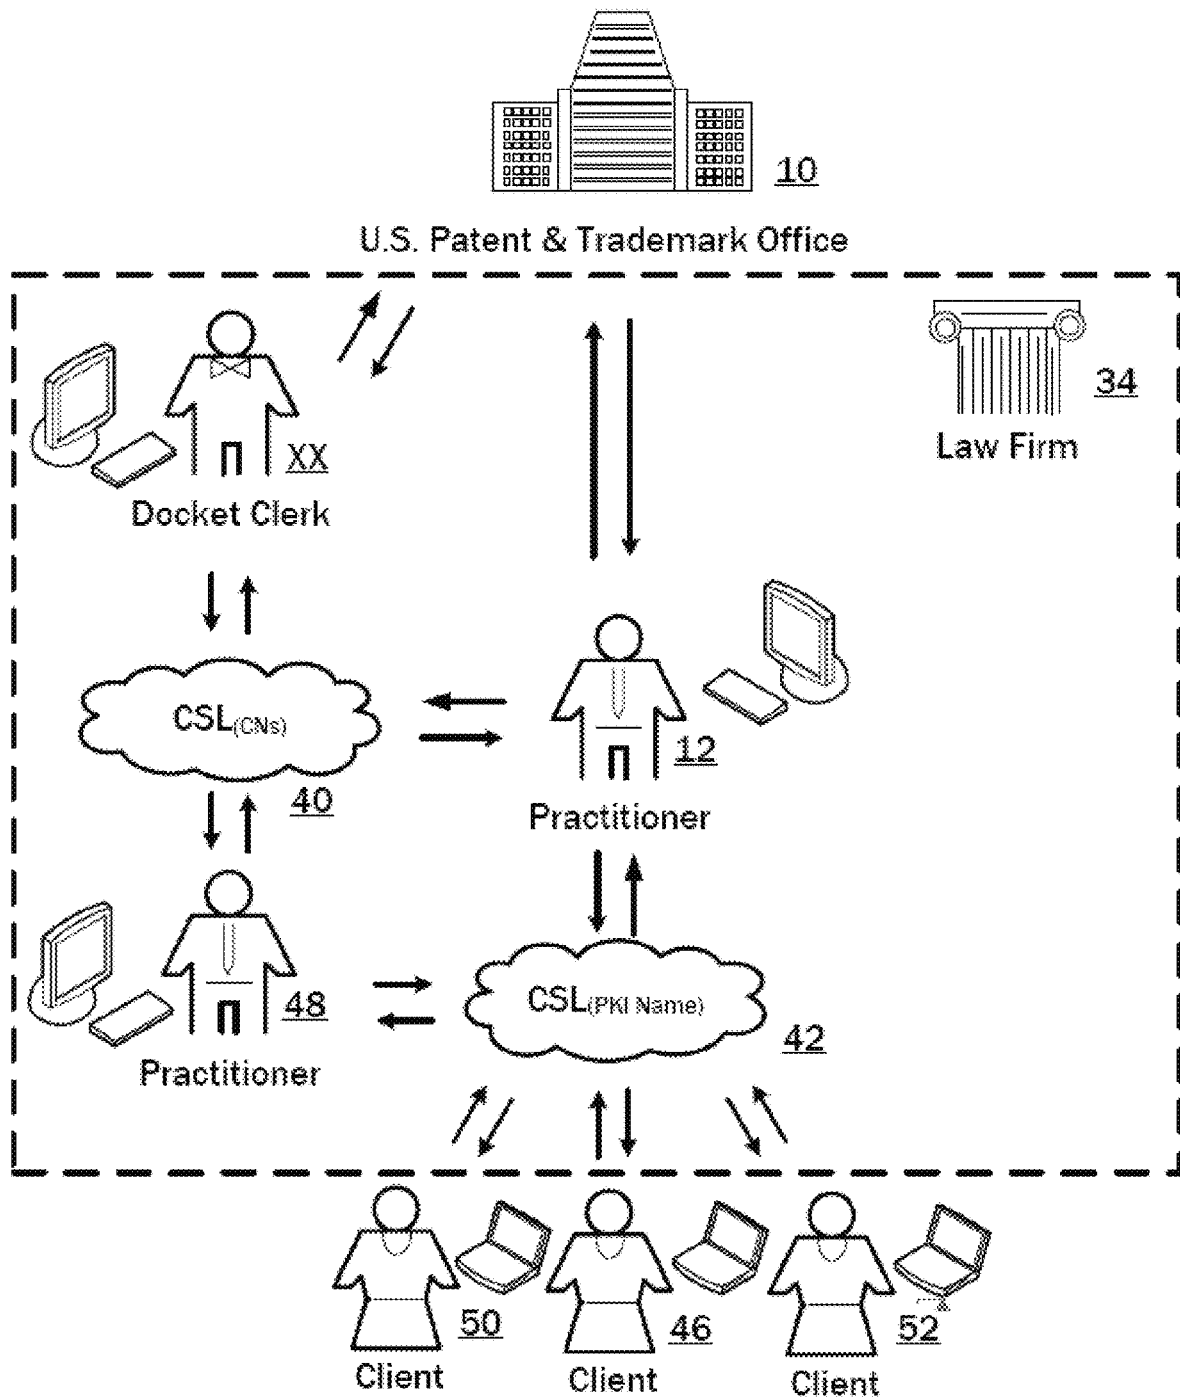 10
U.S. Patent & Trademark Office
34
Law Firm
XX
Docket Clerk
CSL(CNs)
40
12
Practitioner
48
Practitioner
CSL(PKI Name)
42
50
Client
46
Client
52
Client